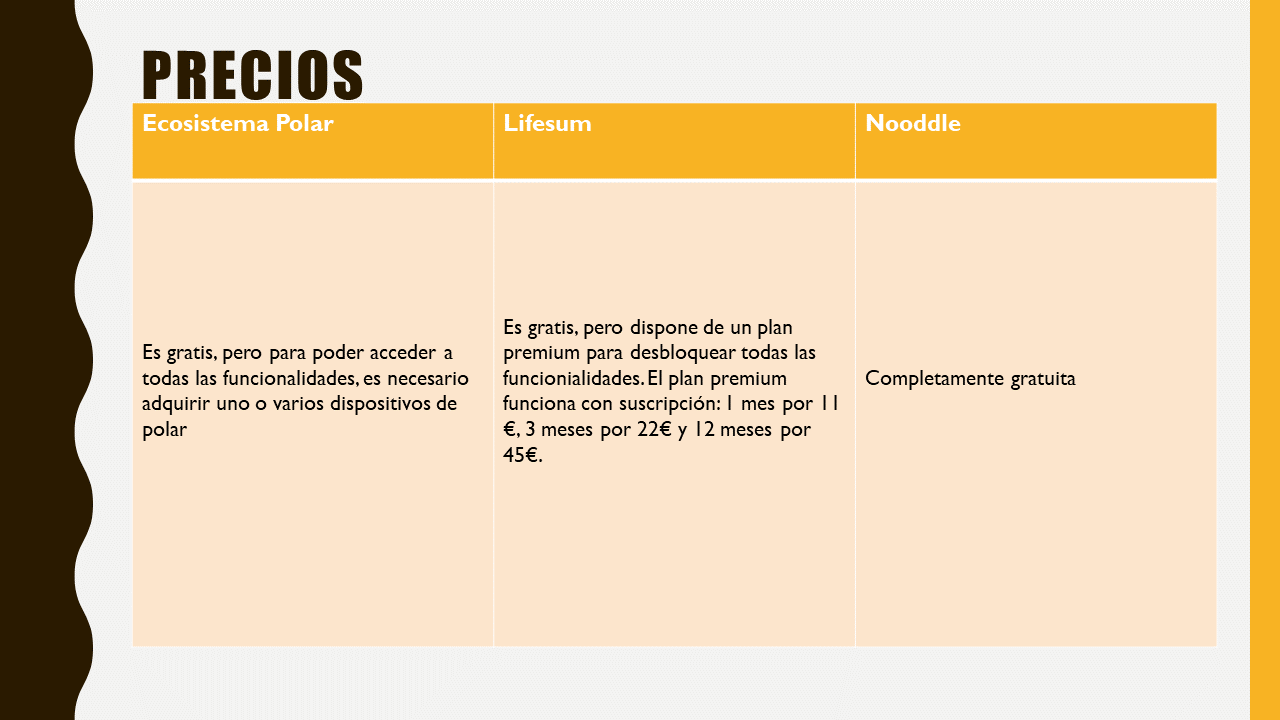 PRECIOS
Ecosistema Polar
Lifesum
Nooddle
Es gratis, pero para poder acceder a
todas las funcionalidades, es necesario
adquirir uno o varios dispositivos de
polar
Es gratis, pero dispone de un plan
premium para desbloquear todas las
funcionialidades. El plan premium
funciona con suscripción: 1 mes por 11
€, 3 meses por 22€ y 12 meses por
45€.
Completamente gratuita